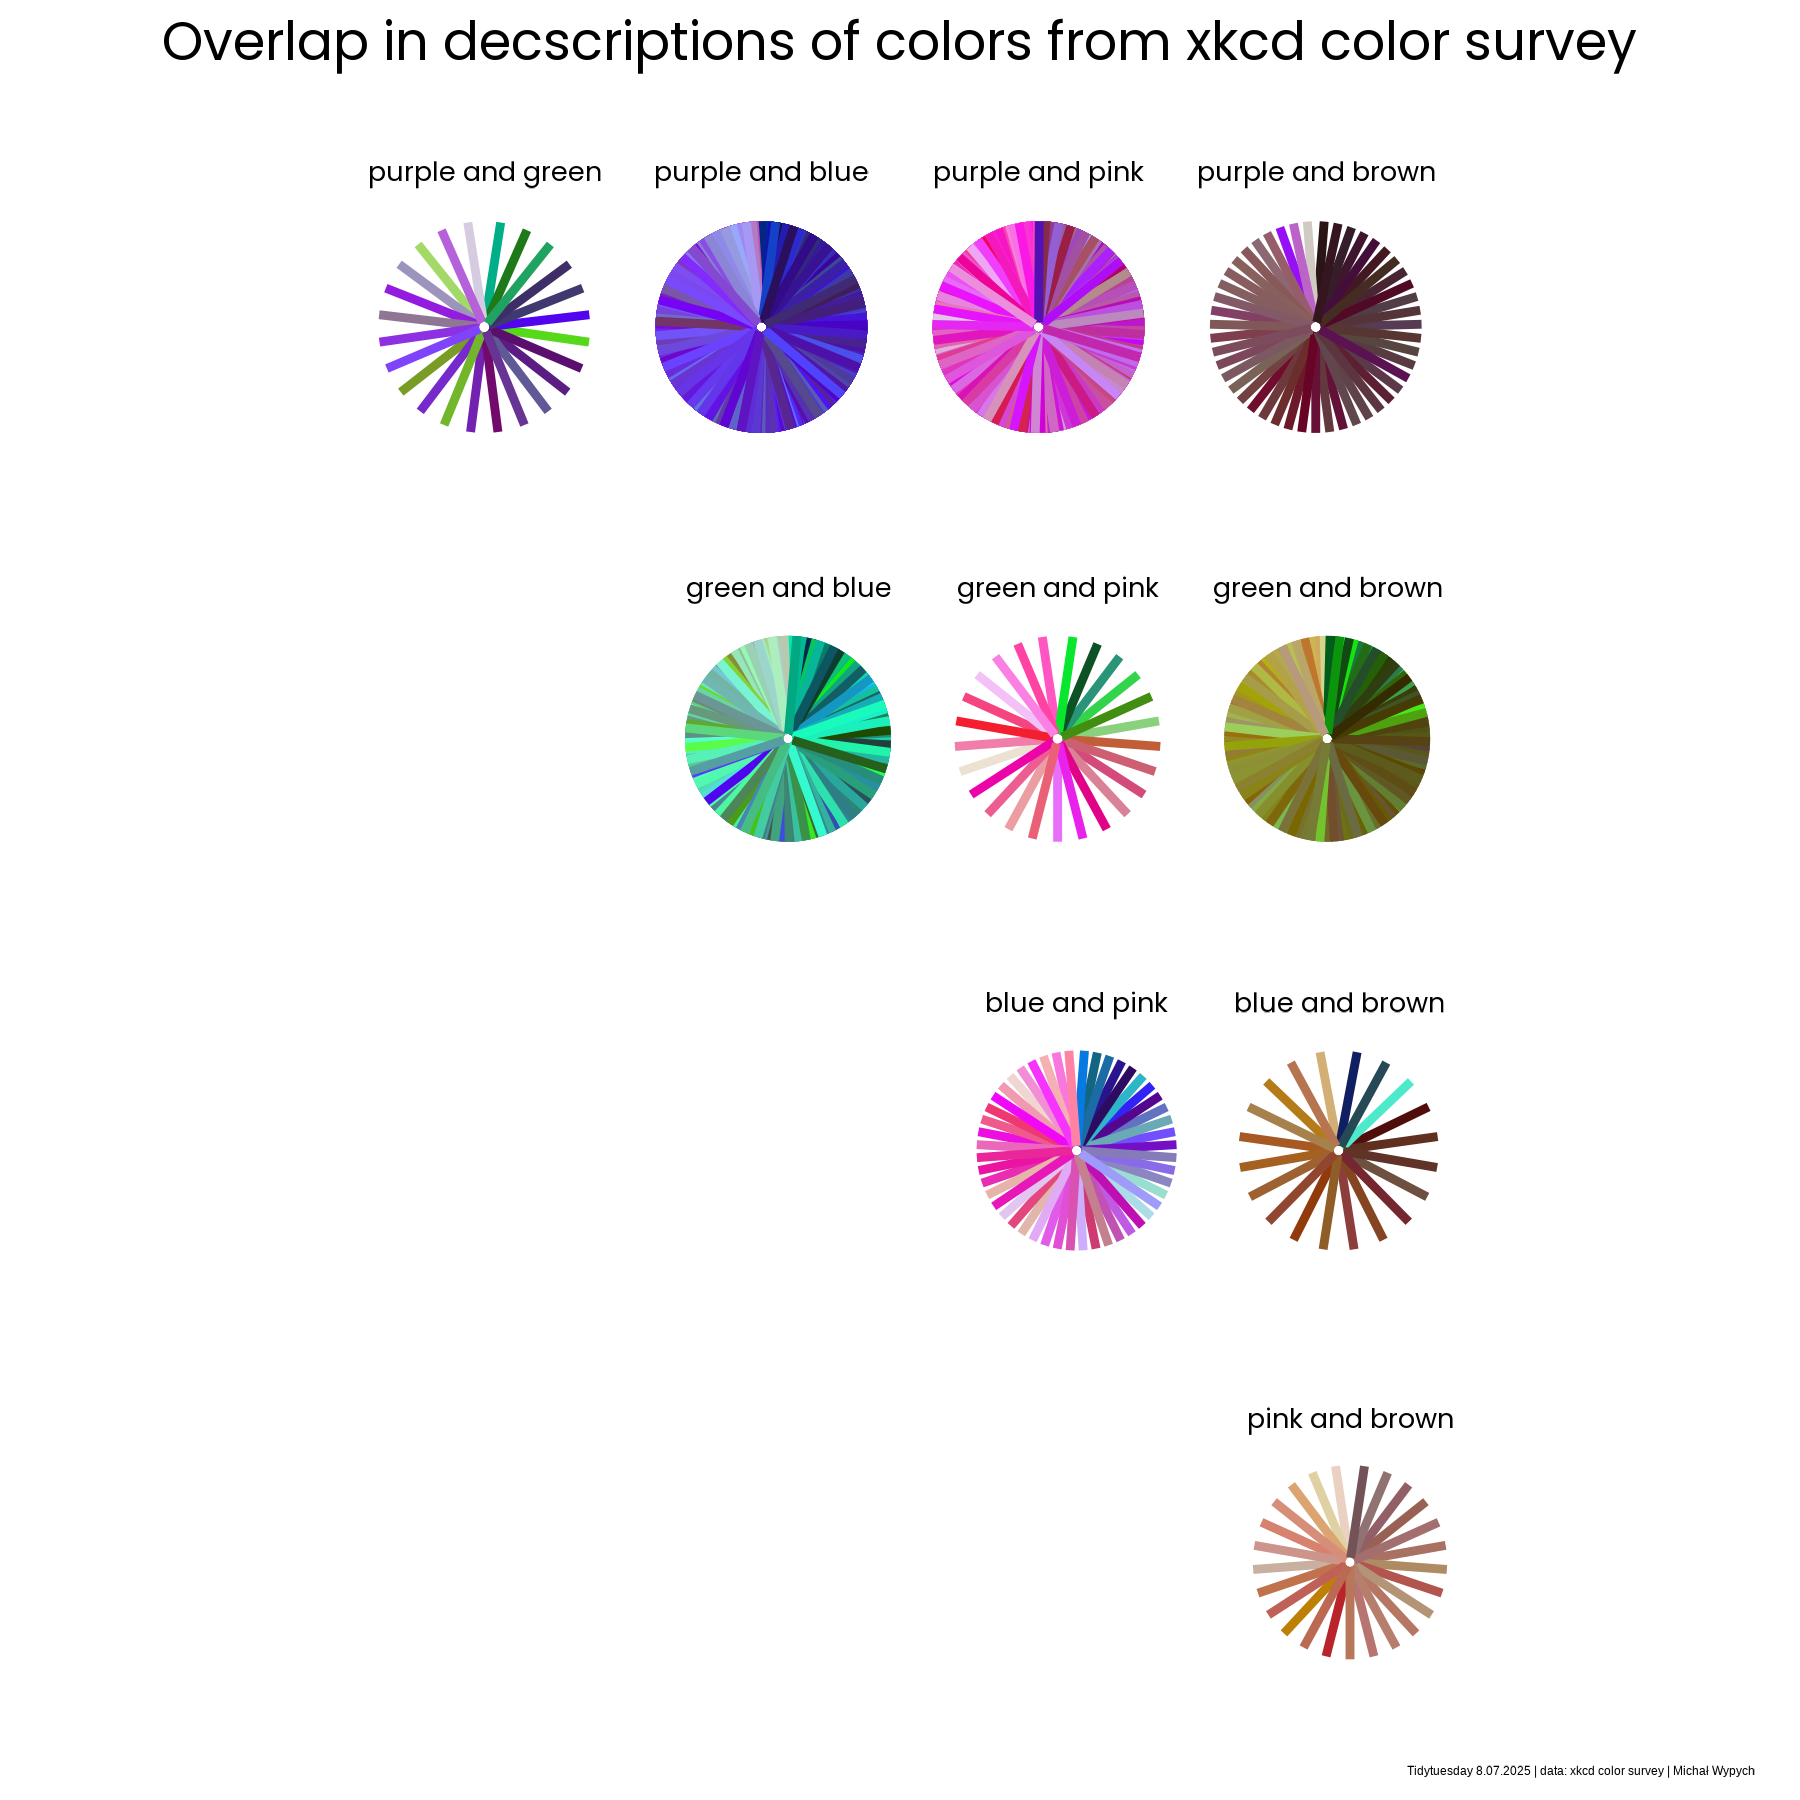 Overlap in decscriptions of colors from xkcd color survey
purple and green
purple and blue
purple and pink
purple and brown
green and blue
green and pink
green and brown
blue and pink
blue and brown
pink and brown
Tidytuesday 8.07.2025 | data: xkcd color survey | Michał Wypych